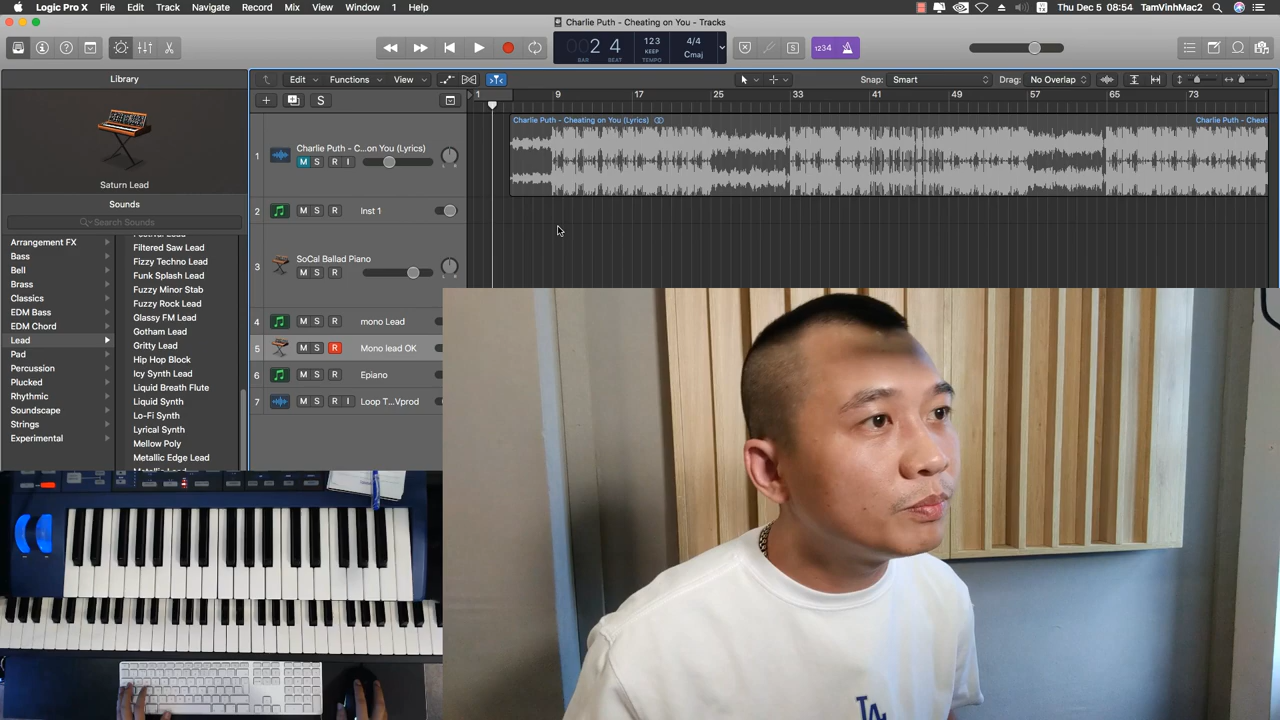 Logic Pro X File Edit Track Navigate Record Mix View Window 1 Help Thu Dec 5 08:54 TamVinhMac2
Charlie Puth - Cheating on You (Lyrics) - Tracks
2 4
BAR BEAT
123
KEEP
TEMPO
4/4
Cmaj
S
1234
Library
Edit Functions View
Snap: Smart
Drag: No Overlap
S
1 9 17 25 33 41 49 57 65 73
Saturn Lead
Sounds
Search Sounds
Arrangement FX
Bass
Bell
Brass
Classics
EDM Bass
EDM Chord
Lead
Pad
Percussion
Plucked
Rhythmic
Soundscape
Strings
Experimental
Filtered Saw Lead
Fizzy Techno Lead
Funk Splash Lead
Fuzzy Minor Stab
Fuzzy Rock Lead
Glassy FM Lead
Gotham Lead
Gritty Lead
Hip Hop Block
Icy Synth Lead
Liquid Breath Flute
Liquid Synth
Lo-Fi Synth
Lyrical Synth
Mellow Poly
Metallic Edge Lead
1 Charlie Puth - C...on You (Lyrics)
M S R I
2 M S R Inst 1
3 SoCal Ballad Piano
M S R
4 M S R mono Lead
5 M S R Mono lead OK
6 M S R Epiano
7 M S R I Loop T...Vprod
Charlie Puth - Cheating on You (Lyrics)
Charlie Puth - Cheat
LA